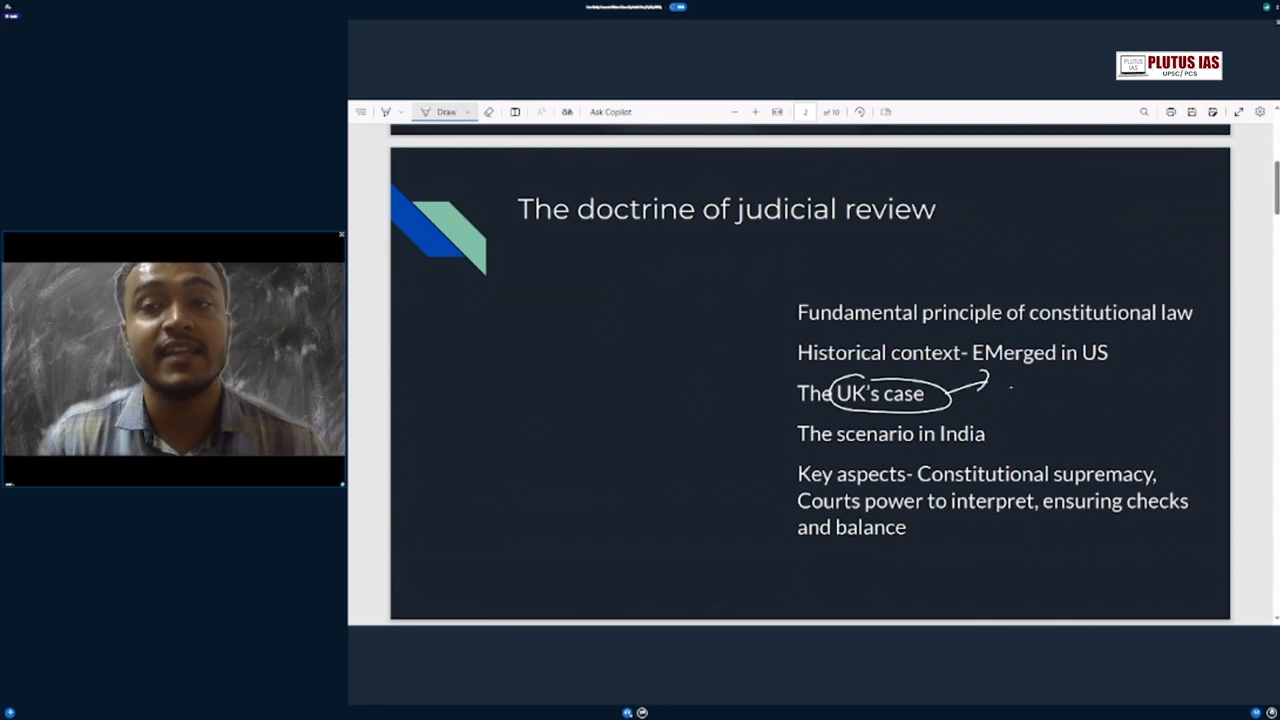 PLUTUS IAS
UPSC/ PCS
PLUTUS
IAS
Draw
Ask Copilot
2
of 10
The doctrine of judicial review
Fundamental principle of constitutional law
Historical context- EMerged in US
The UK's case
The scenario in India
Key aspects- Constitutional supremacy,
Courts power to interpret, ensuring checks
and balance